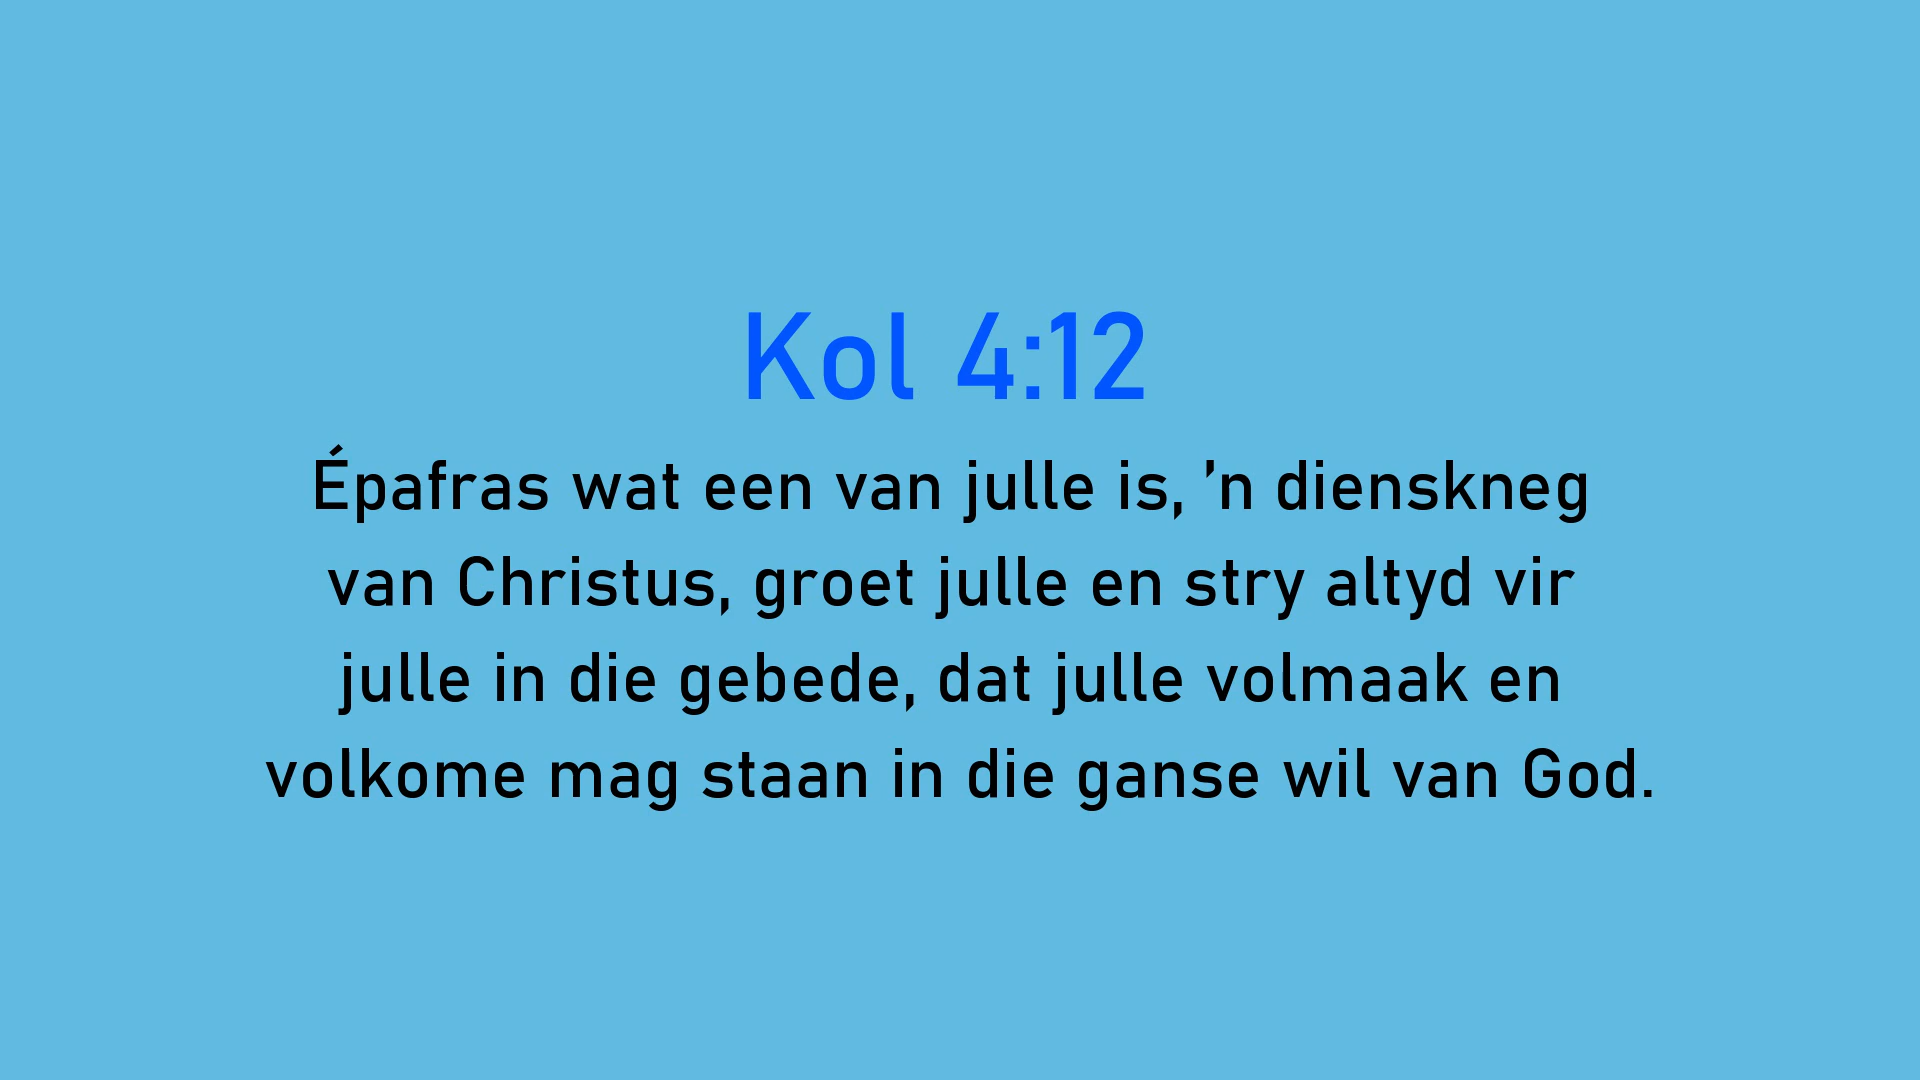 Kol 4:12
Épafras wat een van julle is, ’n dienskneg
van Christus, groet julle en stry altyd vir
julle in die gebede, dat julle volmaak en
volkome mag staan in die ganse wil van God.